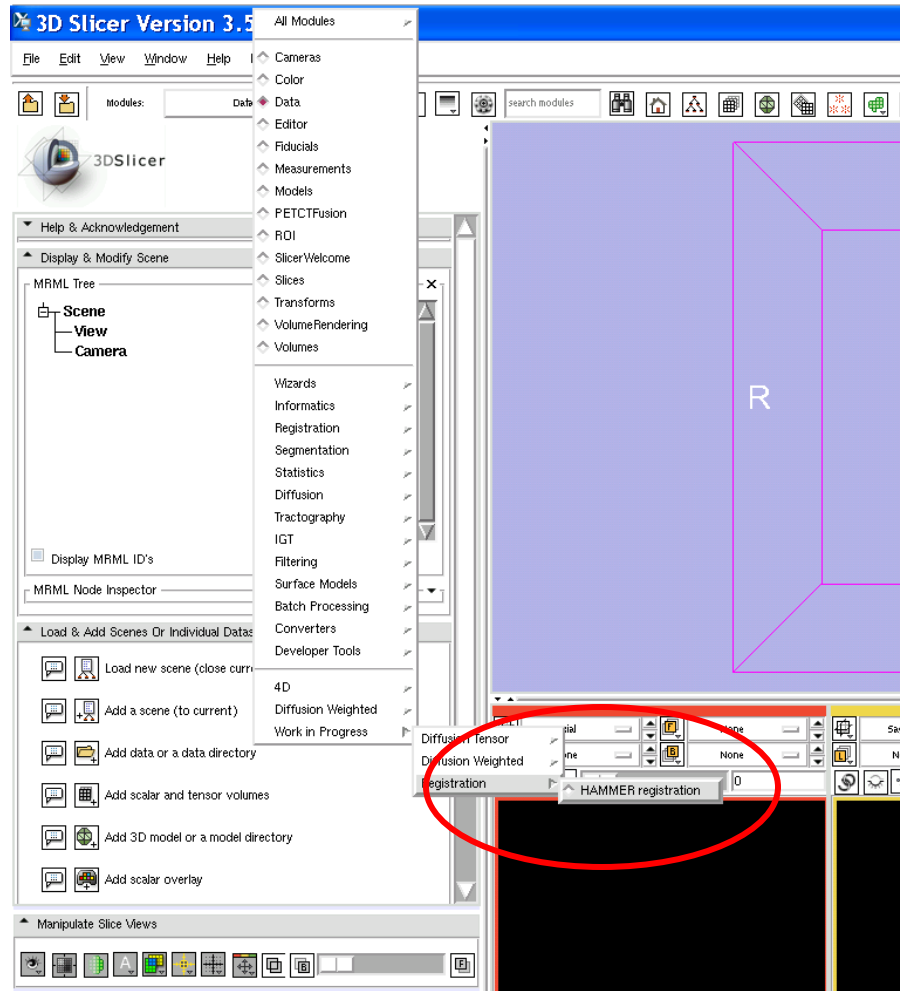 3D Slicer Version 3.5
File Edit View Window Help
Modules: Data search modules
3DSlicer
Help & Acknowledgement
Display & Modify Scene
MRML Tree
Scene
View
Camera
Display MRML ID's
MRML Node Inspector
Load & Add Scenes Or Individual Datas
Load new scene (close curr
Add a scene (to current)
Add data or a data directory
Add scalar and tensor volumes
Add 3D model or a model directory
Add scalar overlay
Manipulate Slice Views
All Modules
Cameras
Color
Data
Editor
Fiducials
Measurements
Models
PETCTFusion
ROI
SlicerWelcome
Slices
Transforms
VolumeRendering
Volumes
Wizards
Informatics
Registration
Segmentation
Statistics
Diffusion
Tractography
IGT
Filtering
Surface Models
Batch Processing
Converters
Developer Tools
4D
Diffusion Weighted
Work in Progress
Diffusion Tensor
Diffusion Weighted
Registration
HAMMER registration
R
None
None
0